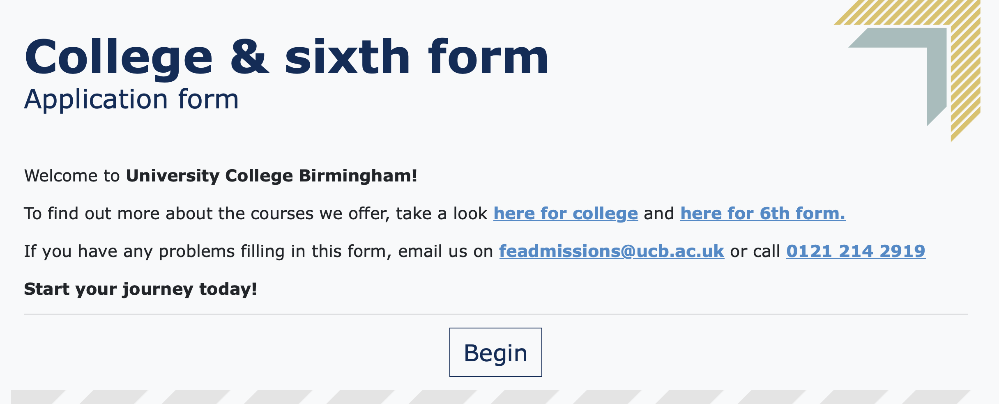 College & sixth form
Application form
Welcome to University College Birmingham!
To find out more about the courses we offer, take a look here for college and here for 6th form.
If you have any problems filling in this form, email us on feadmissions@ucb.ac.uk or call 0121 214 2919
Start your journey today!
Begin